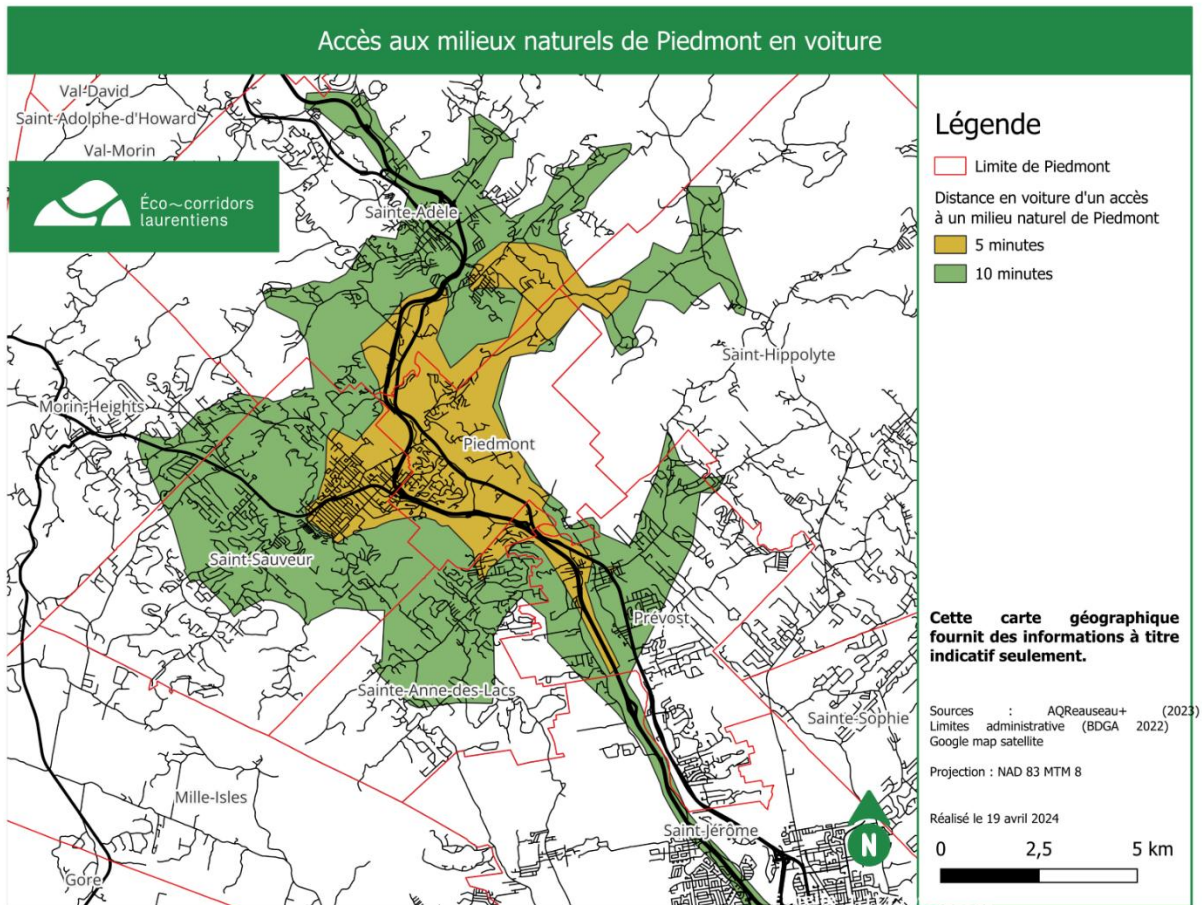 Accès aux milieux naturels de Piedmont en voiture
Val-David
Saint-Adolphe-d'Howard
Val-Morin
Éco~corridors
laurentiens
Sainte-Adèle
Saint-Hippolyte
Morin-Heights
Piedmont
Saint-Sauveur
Prévost
Sainte-Anne-des-Lacs
Sainte-Sophie
Mille-Isles
Saint-Jérôme
Gore
N
Légende
Limite de Piedmont
Distance en voiture d'un accès
à un milieu naturel de Piedmont
5 minutes
10 minutes
Cette carte géographique
fournit des informations à titre
indicatif seulement.
Sources : AQReauseau+ (2023)
Limites administrative (BDGA 2022)
Google map satellite
Projection : NAD 83 MTM 8
Réalisé le 19 avril 2024
0 2,5 5 km